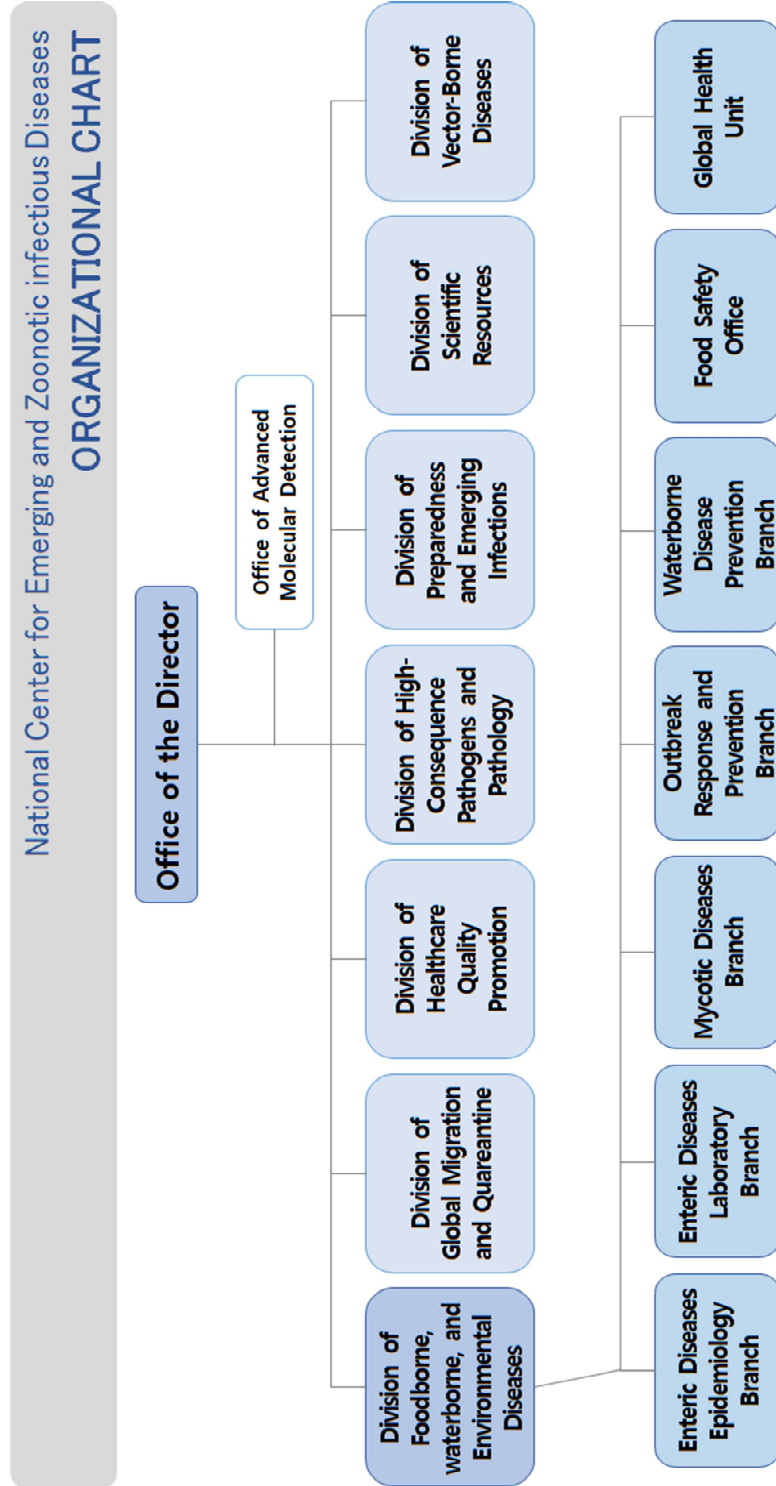 National Center for Emerging and Zoonotic infectious Diseases
ORGANIZATIONAL CHART
Office of the Director
Office of Advanced
Molecular Detection
Division of
Foodborne,
waterborne, and
Environmental
Diseases
Division of
Global Migration
and Quareantine
Division of
Healthcare
Quality
Promotion
Division of High-
Consequence
Pathogens and
Pathology
Division of
Preparedness
and Emerging
Infections
Division of
Scientific
Resources
Division of
Vector-Borne
Diseases
Enteric Diseases
Epidemiology
Branch
Enteric Diseases
Laboratory
Branch
Mycotic Diseases
Branch
Outbreak
Response and
Prevention
Branch
Waterborne
Disease
Prevention
Branch
Food Safety
Office
Global Health
Unit